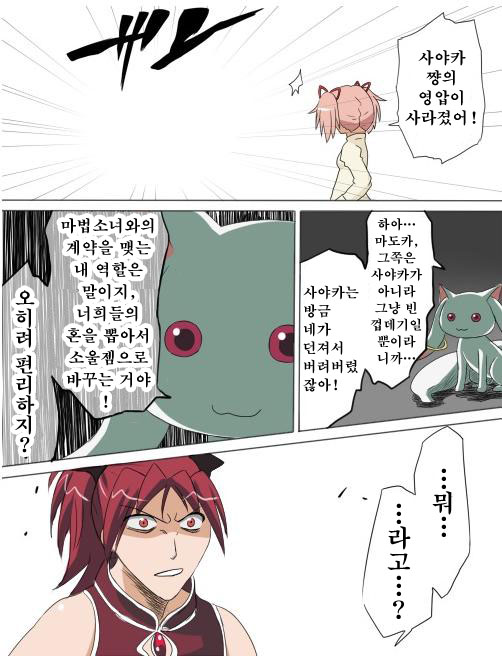 사야카
쨩의
영압이
사라졌어!
하아…
마도카,
그쪽은
사야카가
아니라
그냥 빈
껍데기일
뿐이라
니까…
사야카는
방금
네가
던져서
버려버렸
잖아!
마법소녀와의
계약을 맺는
내 역할은
말이지,
너희들의
혼을 뽑아서
소울젬으로
바꾸는 거야
!
오히려 편리하지?
…뭐…
…라고…?